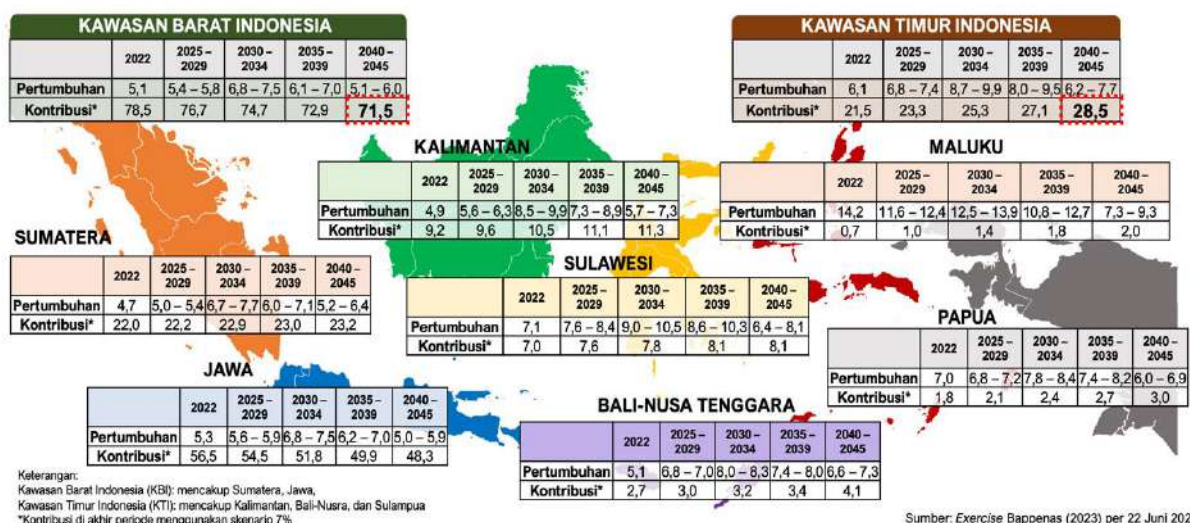 KAWASAN BARAT INDONESIA
2022 2025 – 2029 2030 – 2034 2035 – 2039 2040 – 2045
Pertumbuhan 5,1 5,4 – 5,8 6,8 – 7,5 6,1 – 7,0 5,1 – 6,0
Kontribusi* 78,5 76,7 74,7 72,9 71,5
KAWASAN TIMUR INDONESIA
2022 2025 – 2029 2030 – 2034 2035 – 2039 2040 – 2045
Pertumbuhan 6,1 6,8 – 7,4 8,7 – 9,9 8,0 – 9,5 6,2 – 7,7
Kontribusi* 21,5 23,3 25,3 27,1 28,5
KALIMANTAN
2022 2025 – 2029 2030 – 2034 2035 – 2039 2040 – 2045
Pertumbuhan 4,9 5,6 – 6,3 8,5 – 9,9 7,3 – 8,9 5,7 – 7,3
Kontribusi* 9,2 9,6 10,5 11,1 11,3
MALUKU
2022 2025 – 2029 2030 – 2034 2035 – 2039 2040 – 2045
Pertumbuhan 14,2 11,6 – 12,4 12,5 – 13,9 10,8 – 12,7 7,3 – 9,3
Kontribusi* 0,7 1,0 1,4 1,8 2,0
SUMATERA
2022 2025 – 2029 2030 – 2034 2035 – 2039 2040 – 2045
Pertumbuhan 4,7 5,0 – 5,4 6,7 – 7,7 6,0 – 7,1 5,2 – 6,4
Kontribusi* 22,0 22,2 22,9 23,0 23,2
SULAWESI
2022 2025 – 2029 2030 – 2034 2035 – 2039 2040 – 2045
Pertumbuhan 7,1 7,6 – 8,4 9,0 – 10,5 8,6 – 10,3 6,4 – 8,1
Kontribusi* 7,0 7,6 7,8 8,1 8,1
PAPUA
2022 2025 – 2029 2030 – 2034 2035 – 2039 2040 – 2045
Pertumbuhan 7,0 6,8 – 7,2 7,8 – 8,4 7,4 – 8,2 6,0 – 6,9
Kontribusi* 1,8 2,1 2,4 2,7 3,0
JAWA
2022 2025 – 2029 2030 – 2034 2035 – 2039 2040 – 2045
Pertumbuhan 5,3 5,6 – 5,9 6,8 – 7,5 6,2 – 7,0 5,0 – 5,9
Kontribusi* 56,5 54,5 51,8 49,9 48,3
BALI-NUSA TENGGARA
2022 2025 – 2029 2030 – 2034 2035 – 2039 2040 – 2045
Pertumbuhan 5,1 6,8 – 7,0 8,0 – 8,3 7,4 – 8,0 6,6 – 7,3
Kontribusi* 2,7 3,0 3,2 3,4 4,1
Keterangan:
Kawasan Barat Indonesia (KBI): mencakup Sumatera, Jawa,
Kawasan Timur Indonesia (KTI): mencakup Kalimantan, Bali-Nusra, dan Sulampua
*Kontribusi di akhir periode menggunakan skenario 7%
Sumber: Exercise Bappenas (2023) per 22 Juni 202